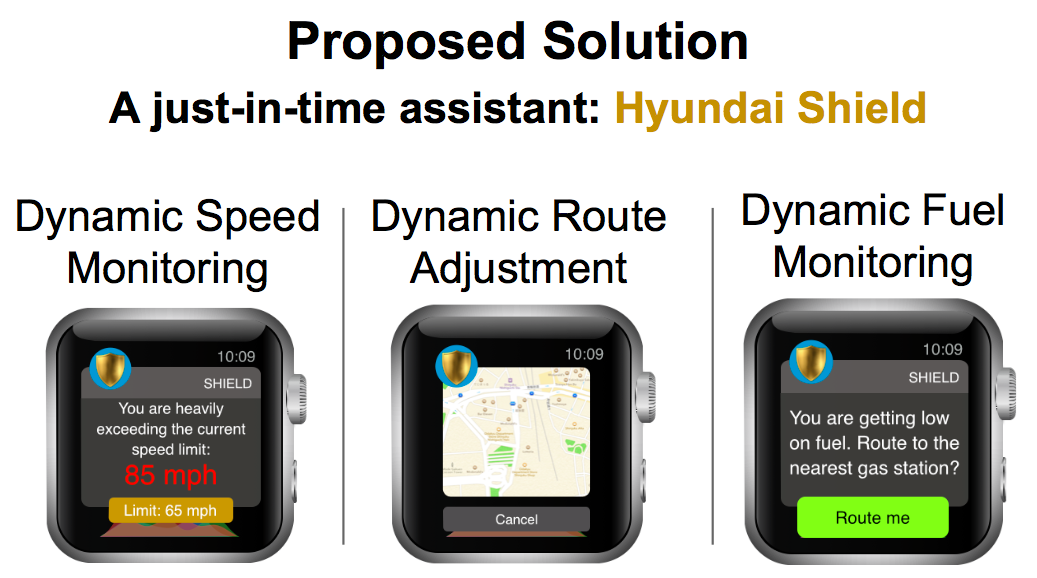 Proposed Solution
A just-in-time assistant: Hyundai Shield
Dynamic Speed
Monitoring
10:09
SHIELD
You are heavily
exceeding the current
speed limit:
85 mph
Limit: 65 mph
Dynamic Route
Adjustment
10:09
Cancel
Dynamic Fuel
Monitoring
10:09
SHIELD
You are getting low
on fuel. Route to the
nearest gas station?
Route me